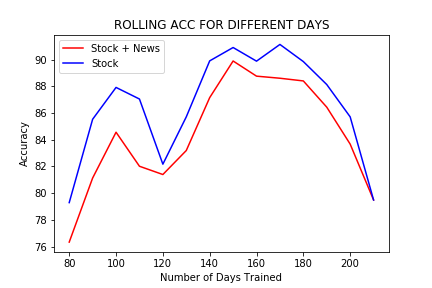 ROLLING ACC FOR DIFFERENT DAYS
Stock + News
Stock
Accuracy
90
88
86
84
82
80
78
76
80 100 120 140 160 180 200
Number of Days Trained